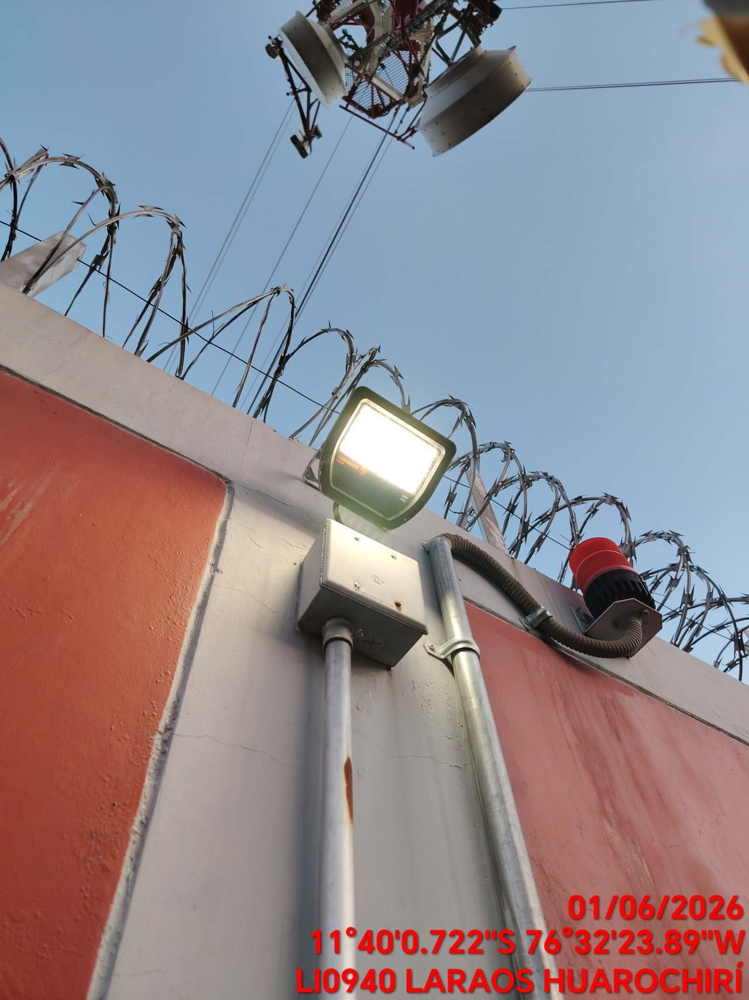 LEDVANCE
01/06/2026
11°40'0.722"S 76°32'23.89"W
LI0940 LARAOS HUAROCHIRÍ